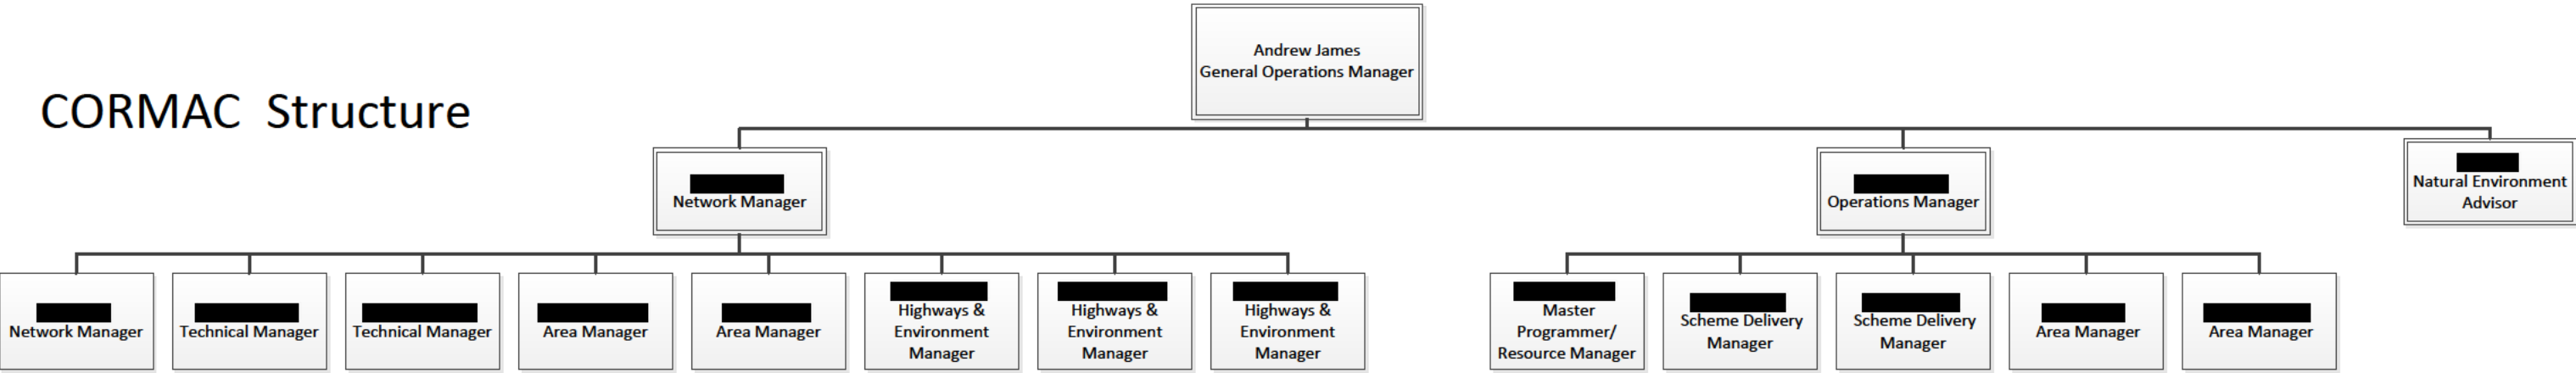 Andrew James
General Operations Manager
CORMAC Structure
Network Manager
Operations Manager
Natural Environment
Advisor
Network Manager
Technical Manager
Technical Manager
Area Manager
Area Manager
Highways &
Environment
Manager
Highways &
Environment
Manager
Highways &
Environment
Manager
Master
Programmer/
Resource Manager
Scheme Delivery
Manager
Scheme Delivery
Manager
Area Manager
Area Manager